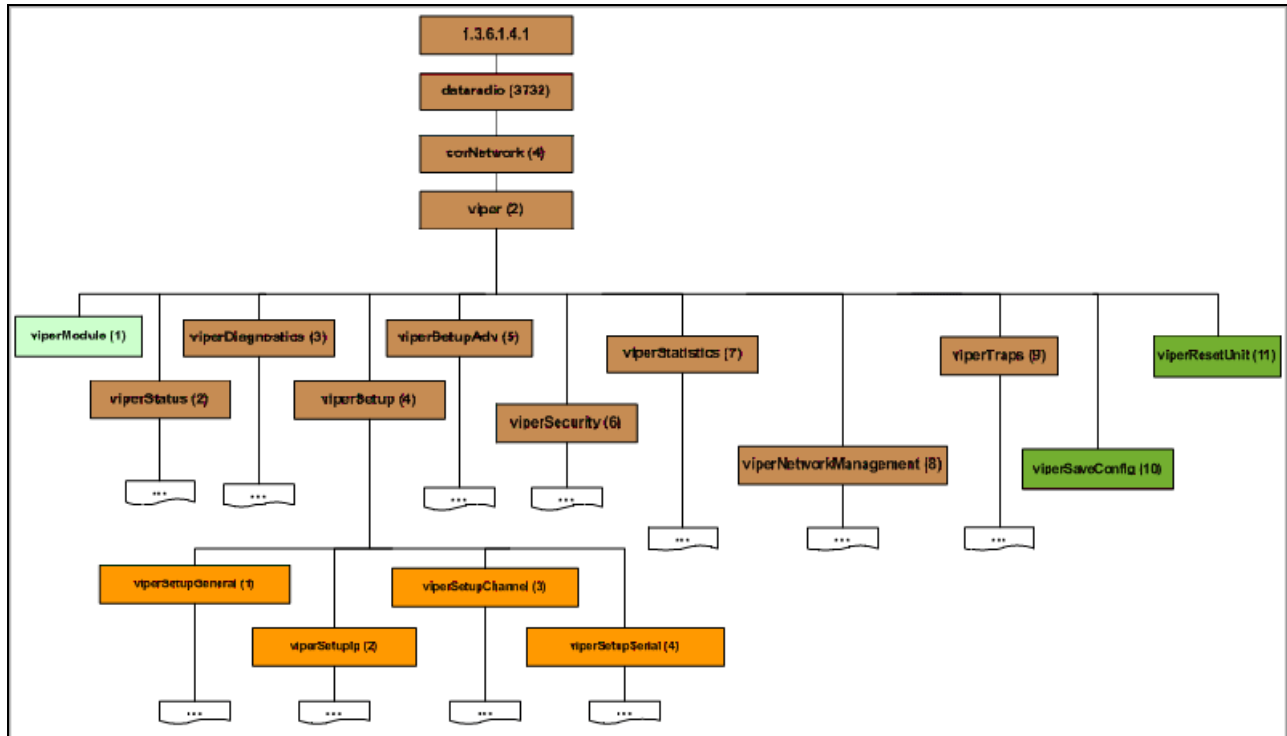 1.3.6.1.4.1
dataradio (3732)
corNetwork (4)
viper (2)
viperModule (1)
viperDiagnostics (3)
viperSetupAdv (5)
viperStatistics (7)
viperTraps (9)
viperResetUnit (11)
viperStatus (2)
viperSetup (4)
viperSecurity (6)
viperNetworkManagement (8)
viperSaveConfig (10)
...
...
...
...
...
...
...
viperSetupGeneral (1)
viperSetupChannel (3)
viperSetupIp (2)
viperSetupSerial (4)
...
...
...
...